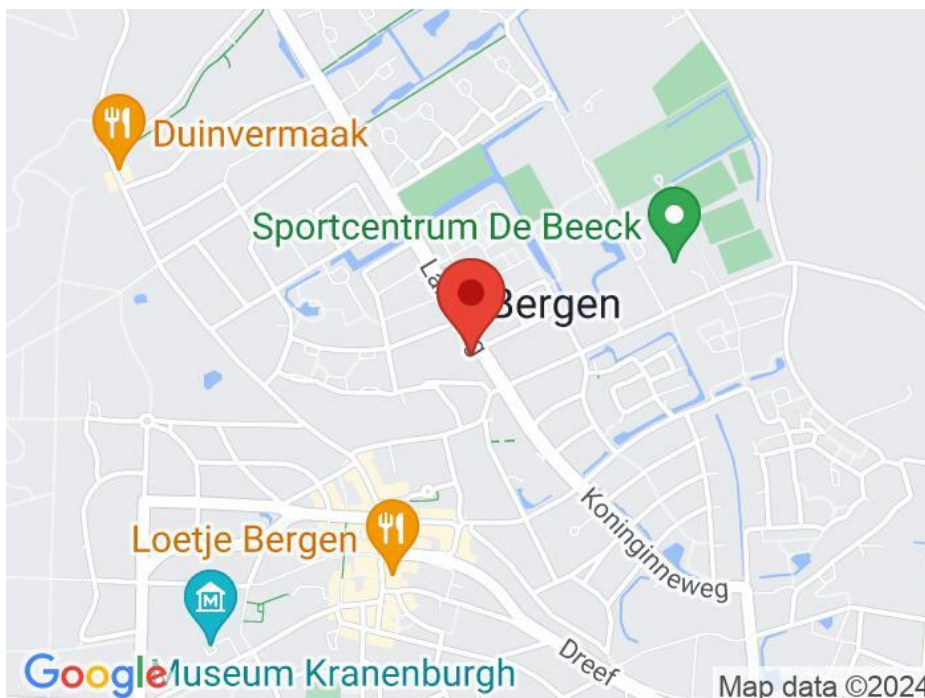 Duinvermaak
Sportcentrum De Beeck
Bergen
Loetje Bergen
Koninginneweg
Dreef
M
Museum Kranenburgh
Google
Map data ©2024